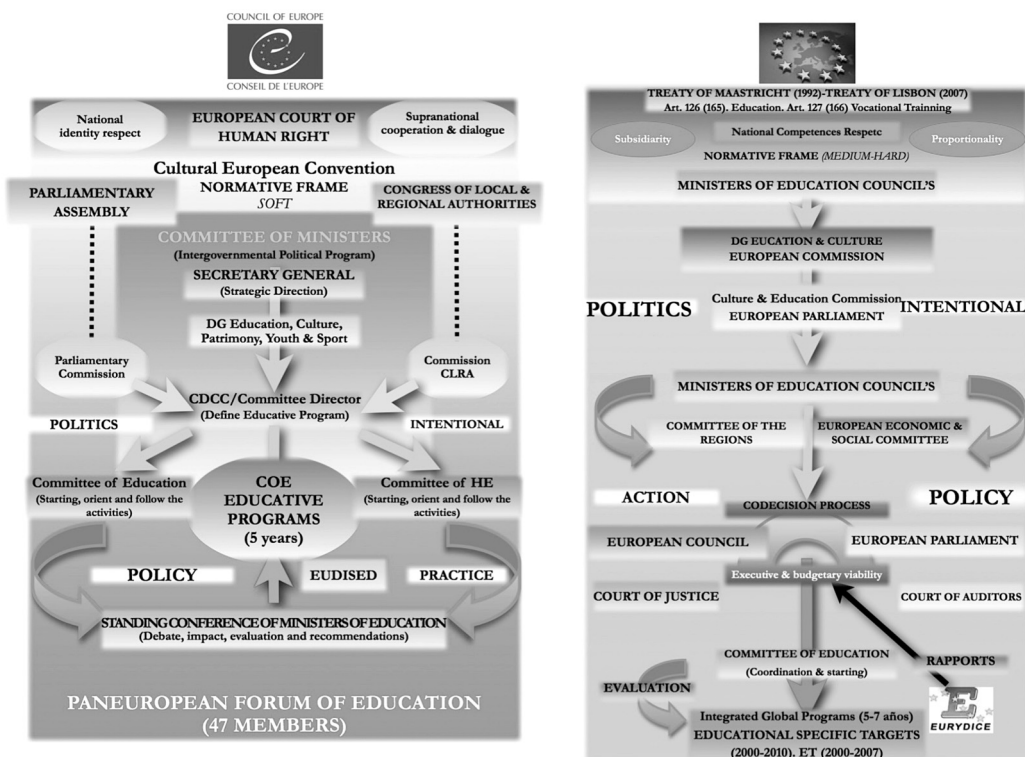 COUNCIL OF EUROPE
CONSEIL DE L'EUROPE
National
identity respect
EUROPEAN COURT OF
HUMAN RIGHT
Supranational
cooperation & dialogue
Cultural European Convention
NORMATIVE FRAME
SOFT
PARLIAMENTARY
ASSEMBLY
CONGRESS OF LOCAL &
REGIONAL AUTHORITIES
COMMITTEE OF MINISTERS
(Intergovernmental Political Program)
SECRETARY GENERAL
(Strategic Direction)
DG Education, Culture,
Patrimony, Youth & Sport
Parliamentary
Commission
Commission
CLRA
CDCC/Committee Director
(Define Educative Program)
POLITICS
INTENTIONAL
Committee of Education
(Starting, orient and follow the
activities)
COE
EDUCATIVE
PROGRAMS
(5 years)
Committee of HE
(Starting, orient and follow the
activities)
POLICY
EUDISED
PRACTICE
STANDING CONFERENCE OF MINISTERS OF EDUCATION
(Debate, impact, evaluation and recommendations)
PANEUROPEAN FORUM OF EDUCATION
(47 MEMBERS)
TREATY OF MAASTRICHT (1992)-TREATY OF LISBON (2007)
Art. 126 (165). Education. Art. 127 (166) Vocational Trainning
Subsidiarity
National Competences Respetc
Proportionality
NORMATIVE FRAME (MEDIUM-HARD)
MINISTERS OF EDUCATION COUNCIL'S
DG EUCATION & CULTURE
EUROPEAN COMMISSION
POLITICS
Culture & Education Commission
EUROPEAN PARLIAMENT
INTENTIONAL
MINISTERS OF EDUCATION COUNCIL'S
COMMITTEE OF THE
REGIONS
EUROPEAN ECONOMIC &
SOCIAL COMMITTEE
ACTION
CODECISION PROCESS
POLICY
EUROPEAN COUNCIL
EUROPEAN PARLIAMENT
Executive & budgetary viability
COURT OF JUSTICE
COURT OF AUDITORS
COMMITTEE OF EDUCATION
(Coordination & starting)
RAPPORTS
EVALUATION
E
EURYDICE
Integrated Global Programs (5-7 años)
EDUCATIONAL SPECIFIC TARGETS
(2000-2010). ET (2000-2007)